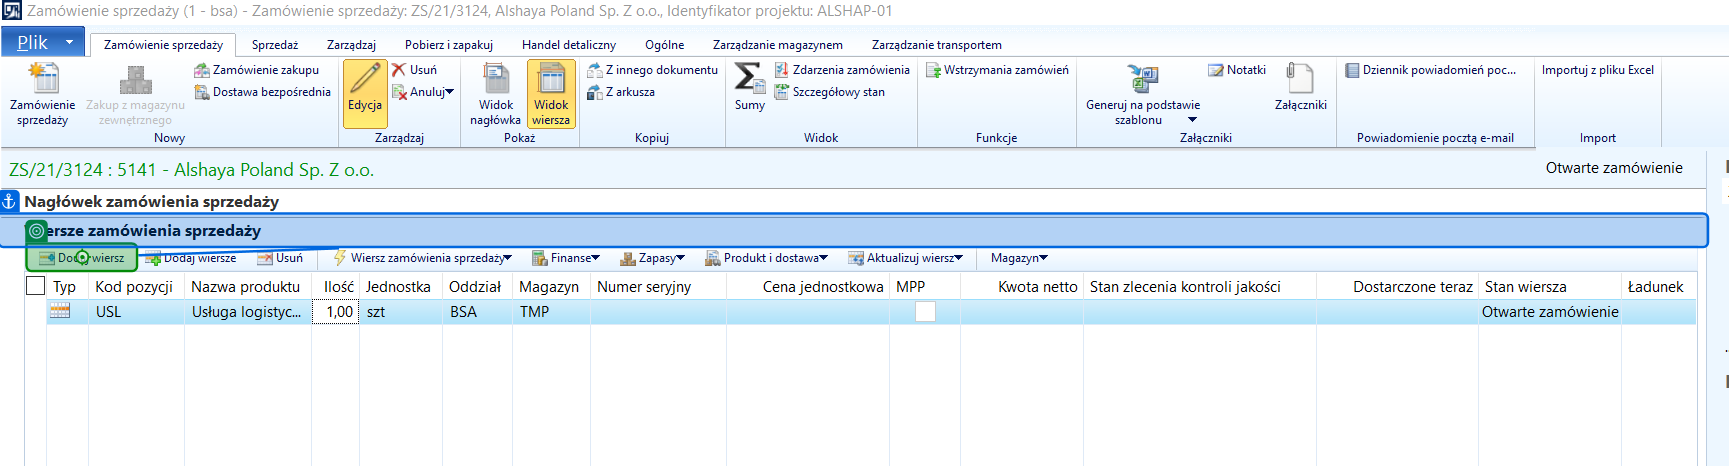 Zamówienie sprzedaży (1 - bsa) - Zamówienie sprzedaży: ZS/21/3124, Alshaya Poland Sp. Z o.o., Identyfikator projektu: ALSHAP-01
Plik Zamówienie sprzedaży Sprzedaż Zarządzaj Pobierz i zapakuj Handel detaliczny Ogólne Zarządzanie magazynem Zarządzanie transportem
Zamówienie sprzedaży
Zakup z magazynu zewnętrznego
Zamówienie zakupu
Dostawa bezpośrednia
Nowy
Edycja
Usuń
Anuluj
Zarządzaj
Widok nagłówka
Widok wiersza
Pokaż
Z innego dokumentu
Z arkusza
Kopiuj
Sumy
Zdarzenia zamówienia
Szczegółowy stan
Widok
Wstrzymania zamówień
Funkcje
Generuj na podstawie szablonu
Notatki
Załączniki
Załączniki
Dziennik powiadomień poc...
Powiadomienie pocztą e-mail
Importuj z pliku Excel
Import
ZS/21/3124 : 5141 - Alshaya Poland Sp. Z o.o.
Otwarte zamówienie
Nagłówek zamówienia sprzedaży
ersze zamówienia sprzedaży
Dodaj wiersz Dodaj wiersze Usuń Wiersz zamówienia sprzedaży Finanse Zapasy Produkt i dostawa Aktualizuj wiersz Magazyn
Typ Kod pozycji Nazwa produktu Ilość Jednostka Oddział Magazyn Numer seryjny Cena jednostkowa MPP Kwota netto Stan zlecenia kontroli jakości Dostarczone teraz Stan wiersza Ładunek
USL Usługa logistyc... 1,00 szt BSA TMP Otwarte zamówienie